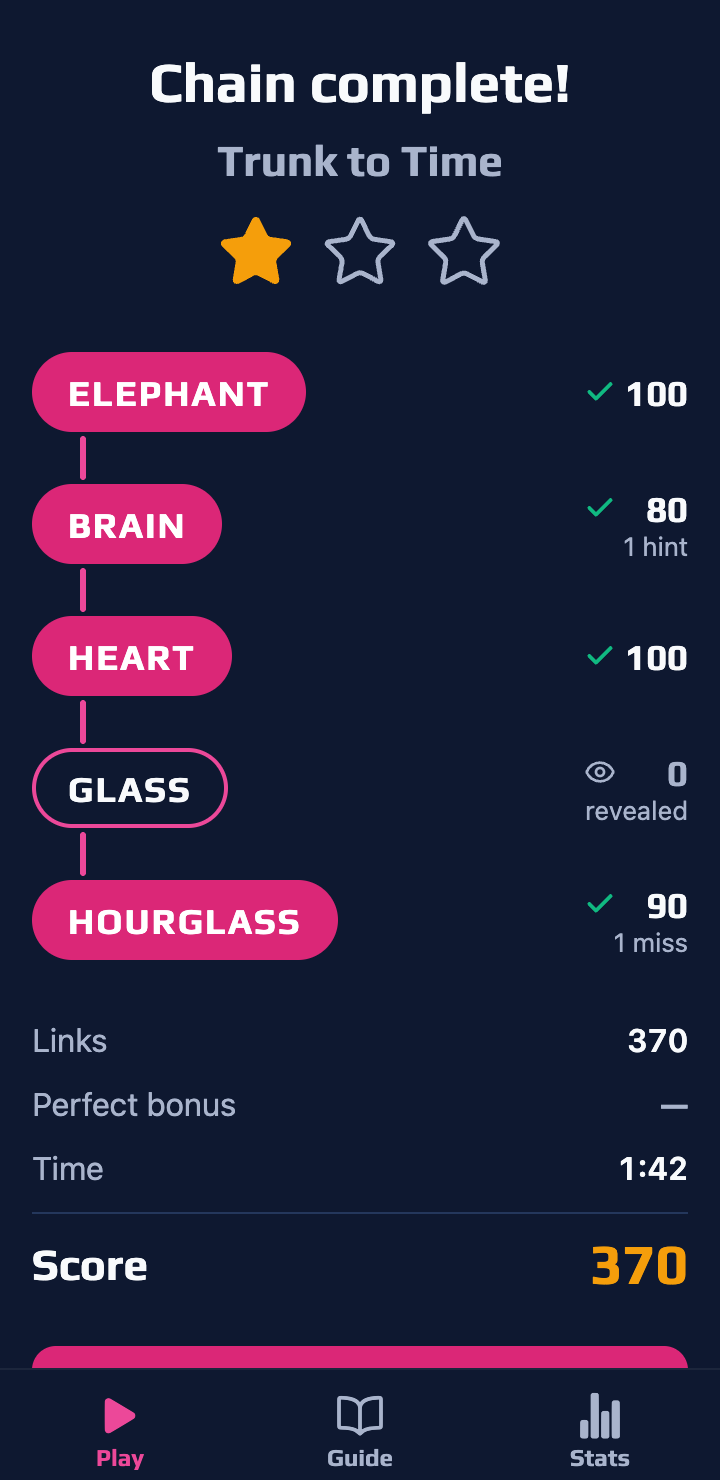 Chain complete!
Trunk to Time
ELEPHANT
100
BRAIN
80
1 hint
HEART
100
GLASS
0
revealed
HOURGLASS
90
1 miss
Links 370
Perfect bonus —
Time 1:42
Score 370
Play Guide Stats